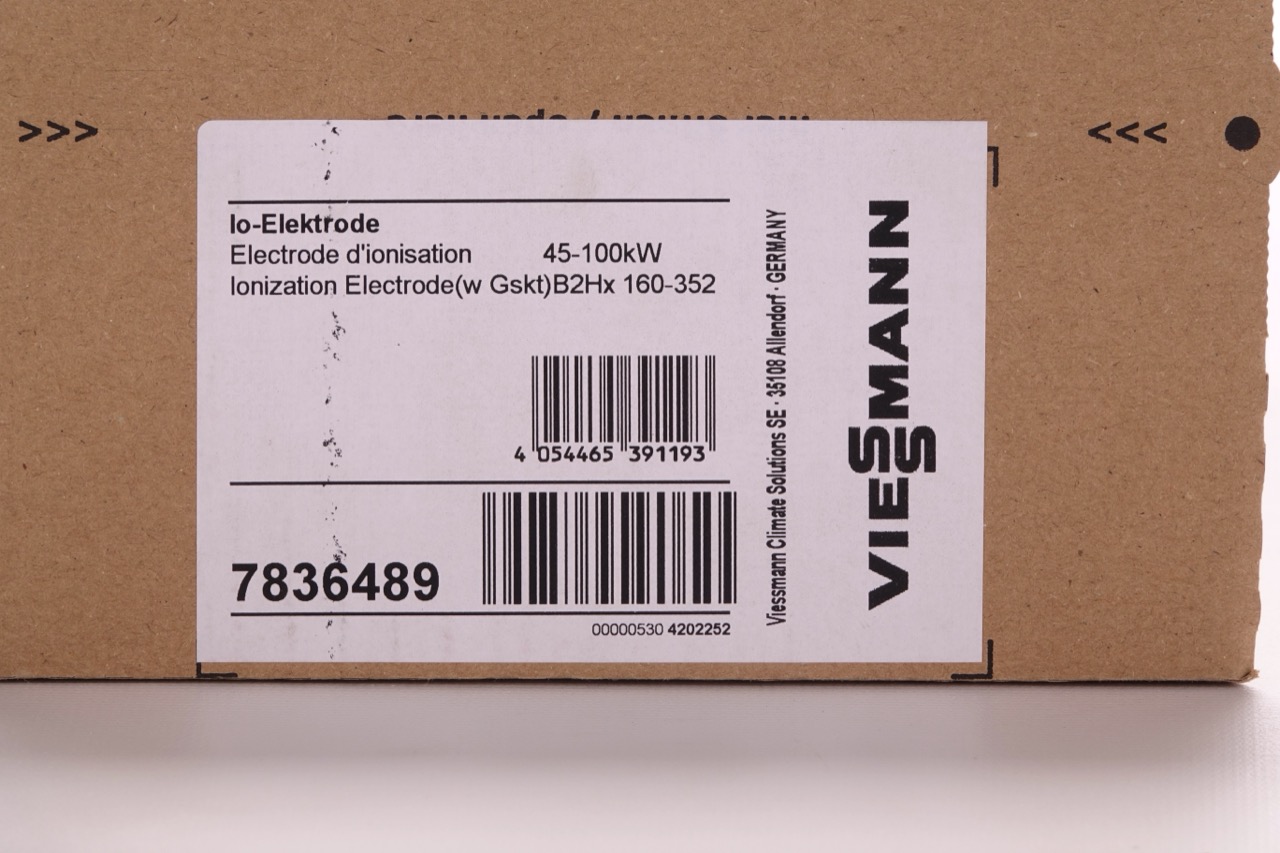 >>> <<<
Io-Elektrode
Electrode d'ionisation 45-100kW
Ionization Electrode(w Gskt)B2Hx 160-352
4 054465 391193
7836489
00000530 4202252
Viessmann Climate Solutions SE · 35108 Allendorf · GERMANY
VIESSMANN